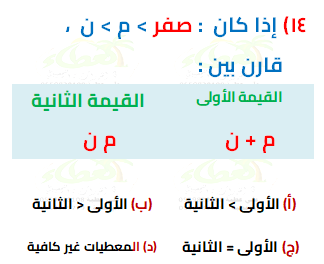 ١٤) إذا كان : صفر > م > ن ،
قارن بين :
القيمة الأولى القيمة الثانية
م + ن م ن
(أ) الأولى > الثانية (ب) الأولى < الثانية
(ج) الأولى = الثانية (د) المعطيات غير كافية